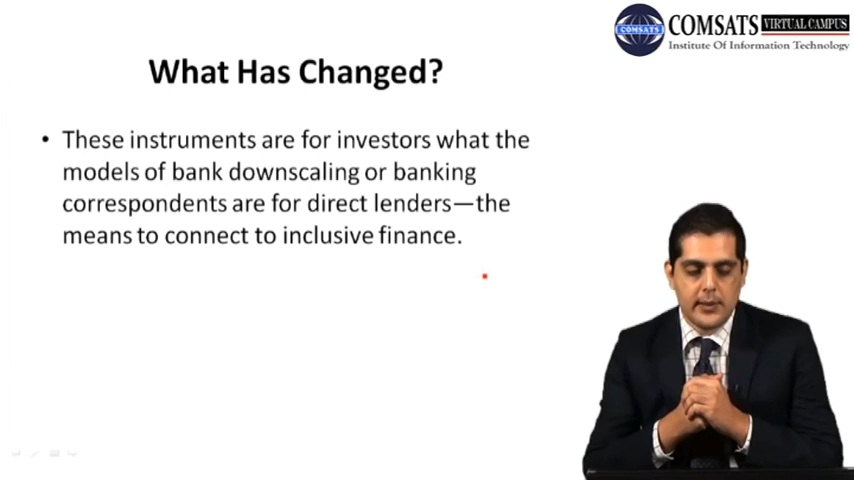 COMSATS VIRTUAL CAMPUS
Institute Of Information Technology
COMSATS
What Has Changed?
• These instruments are for investors what the
models of bank downscaling or banking
correspondents are for direct lenders—the
means to connect to inclusive finance.